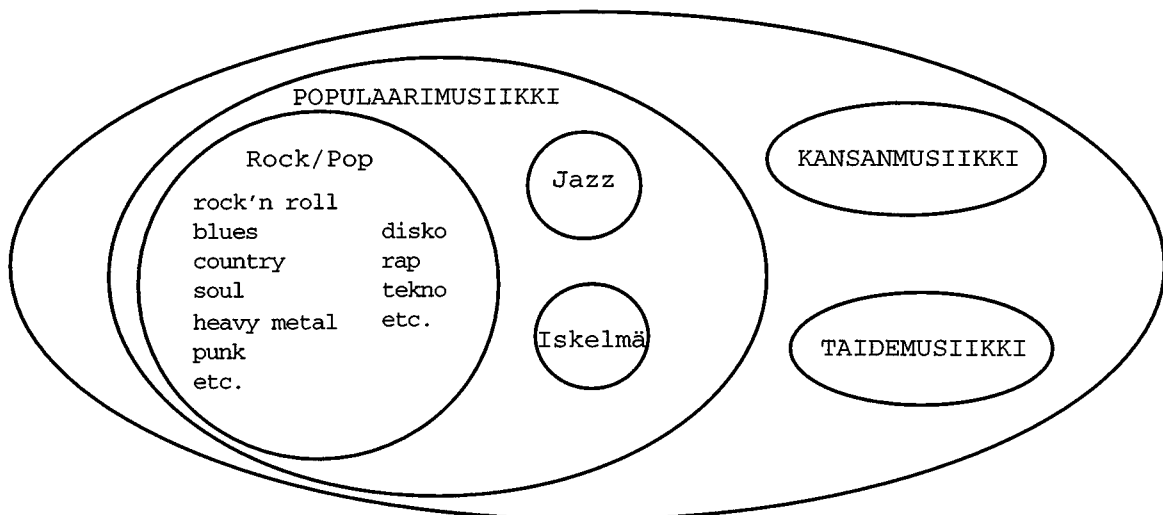 POPULAARIMUSIIKKI
Rock/Pop
rock'n roll
blues
country
soul
heavy metal
punk
etc.
disko
rap
tekno
etc.
Jazz
Iskelmä
KANSANMUSIIKKI
TAIDEMUSIIKKI